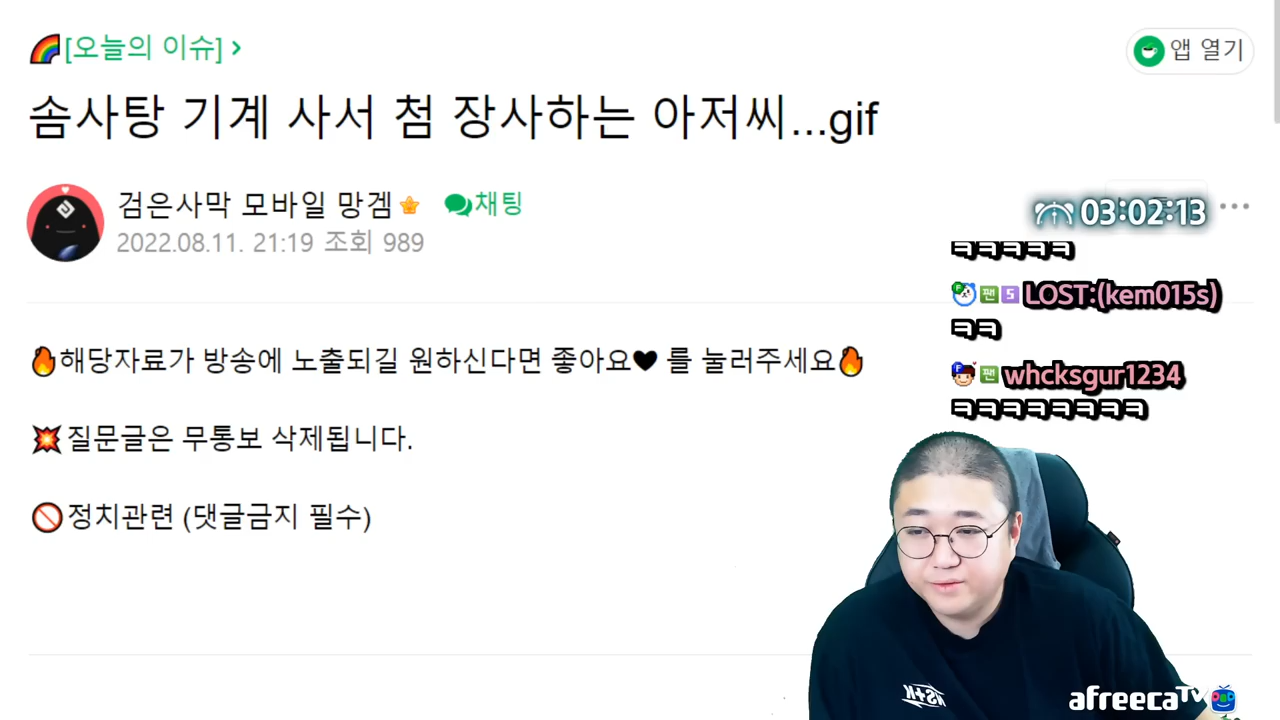 [오늘의 이슈] >
앱 열기
솜사탕 기계 사서 첨 장사하는 아저씨...gif
검은사막 모바일 망겜 채팅
2022.08.11. 21:19 조회 989
03:02:13
ㅋㅋㅋㅋㅋ
F 팬 5 LOST:(kem015s)
ㅋㅋ
F 팬 whcksgur1234
ㅋㅋㅋㅋㅋㅋㅋㅋ
해당자료가 방송에 노출되길 원하신다면 좋아요🖤 를 눌러주세요
질문글은 무통보 삭제됩니다.
정치관련 (댓글금지 필수)
afreecaTV